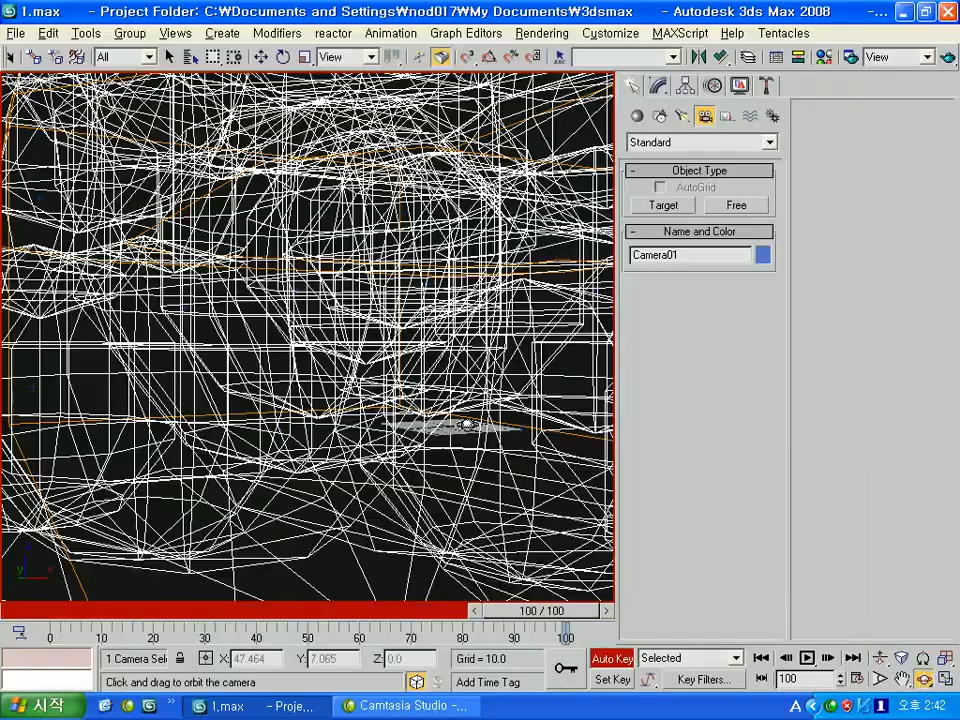 1.max - Project Folder: C:₩Documents and Settings₩nod017₩My Documents₩3dsmax - Autodesk 3ds Max 2008 -...
File Edit Tools Group Views Create Modifiers reactor Animation Graph Editors Rendering Customize MAXScript Help Tentacles
All View View
Standard
- Object Type
AutoGrid
Target Free
- Name and Color
Camera01
y x
< 100 / 100 >
0 10 20 30 40 50 60 70 80 90 100
1 Camera Sel X: 47.464 Y: 7.065 Z: 0.0 Grid = 10.0 Auto Key Selected
Click and drag to orbit the camera Add Time Tag Set Key Key Filters... 100
시작 1.max - Proje... Camtasia Studio -... A 오후 2:42